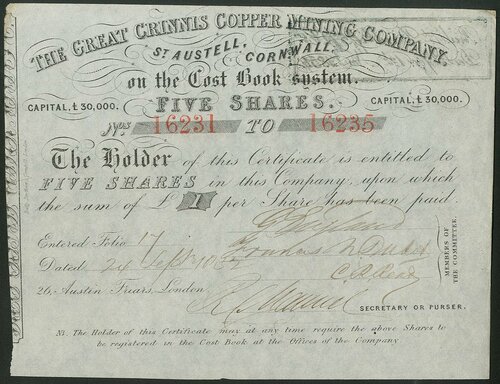 THE GREAT CRINNIS COPPER MINING COMPANY.
ST AUSTELL, CORNWALL.
on the Cost Book system.
CAPITAL, £30,000. FIVE SHARES. CAPITAL, £30,000.
Nos 16231 TO 16235
The Holder of this Certificate is entitled to
FIVE SHARES in this Company, upon which
the sum of £1 per Share has been paid.
Entered Folio 17
Dated 24 Sept
26, Austin Friars, London.
MEMBERS OF THE COMMITTEE.
SECRETARY OR PURSER.
The Holder of this Certificate may at any time require the above Shares to
be registered in the Cost Book at the Offices of the Company